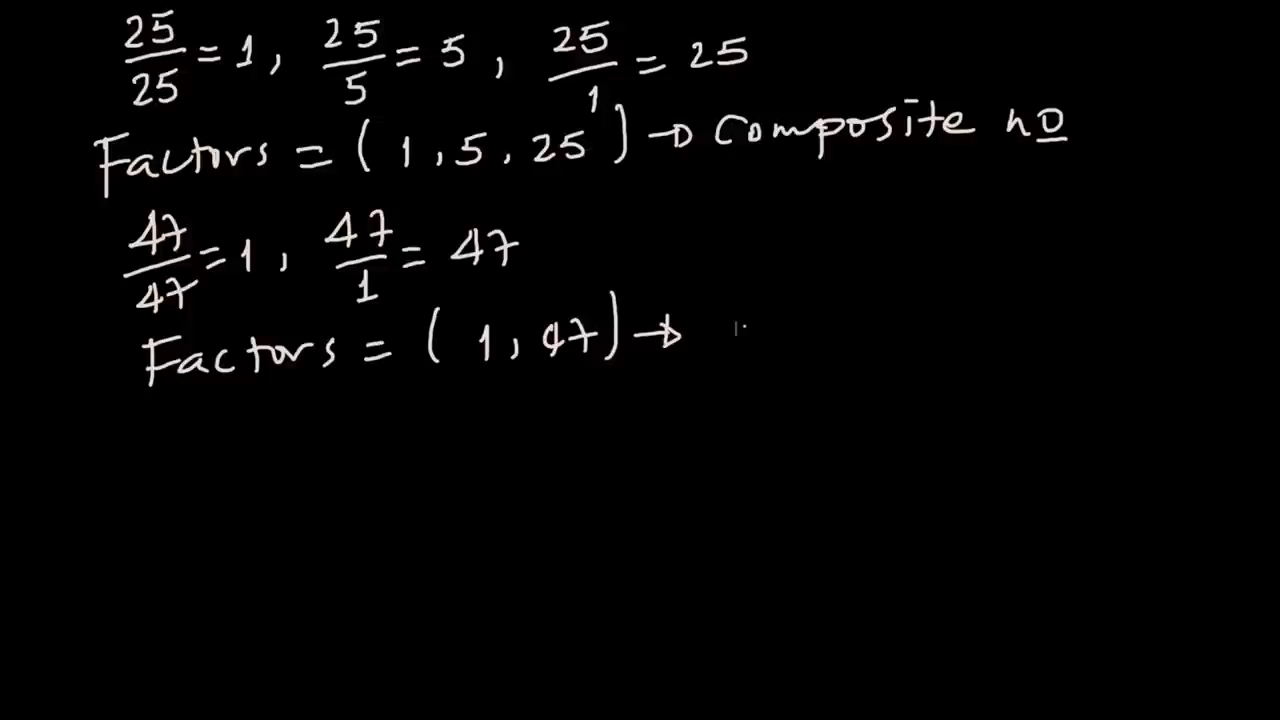 25/25 = 1, 25/5 = 5, 25/1 = 25
Factors = (1, 5, 25) → Composite no
47/47 = 1, 47/1 = 47
Factors = (1, 47) →